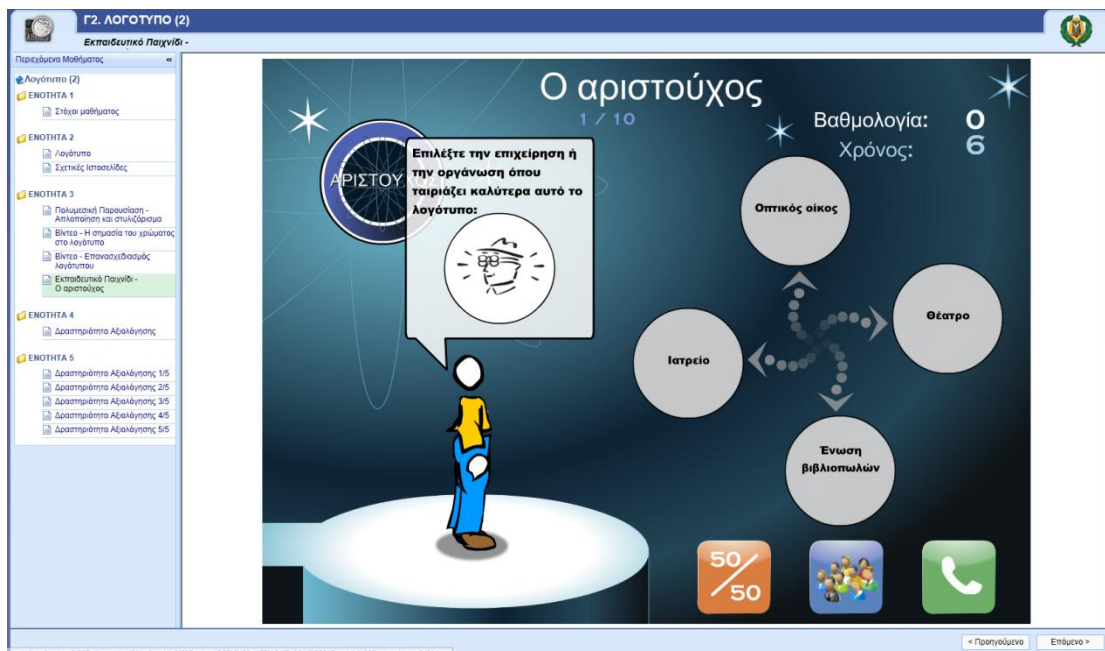 Γ2. ΛΟΓΟΤΥΠΟ (2)
Εκπαιδευτικό Παιχνίδι -
Περιεχόμενα Μαθήματος «
Λογότυπο (2)
ΕΝΟΤΗΤΑ 1
Στόχοι μαθήματος
ΕΝΟΤΗΤΑ 2
Λογότυπο
Σχετικές Ιστοσελίδες
ΕΝΟΤΗΤΑ 3
Πολυμεσική Παρουσίαση -
Απλοποίηση και στυλιζάρισμα
Βίντεο - Η σημασία του χρώματος
στο λογότυπο
Βίντεο - Επανασχεδιασμός
λογότυπου
Εκπαιδευτικό Παιχνίδι -
Ο αριστούχος
ΕΝΟΤΗΤΑ 4
Δραστηριότητα Αξιολόγησης
ΕΝΟΤΗΤΑ 5
Δραστηριότητα Αξιολόγησης 1/5
Δραστηριότητα Αξιολόγησης 2/5
Δραστηριότητα Αξιολόγησης 3/5
Δραστηριότητα Αξιολόγησης 4/5
Δραστηριότητα Αξιολόγησης 5/5
Ο αριστούχος
1 / 10
Βαθμολογία: 0
Χρόνος: 6
ΑΡΙΣΤΟΥΧΟΣ
Επιλέξτε την επιχείρηση ή
την οργάνωση όπου
ταιριάζει καλύτερα αυτό το
λογότυπο:
Οπτικός οίκος
Θέατρο
Ιατρείο
Ένωση
βιβλιοπωλών
50/50
< Προηγούμενο
Επόμενο >